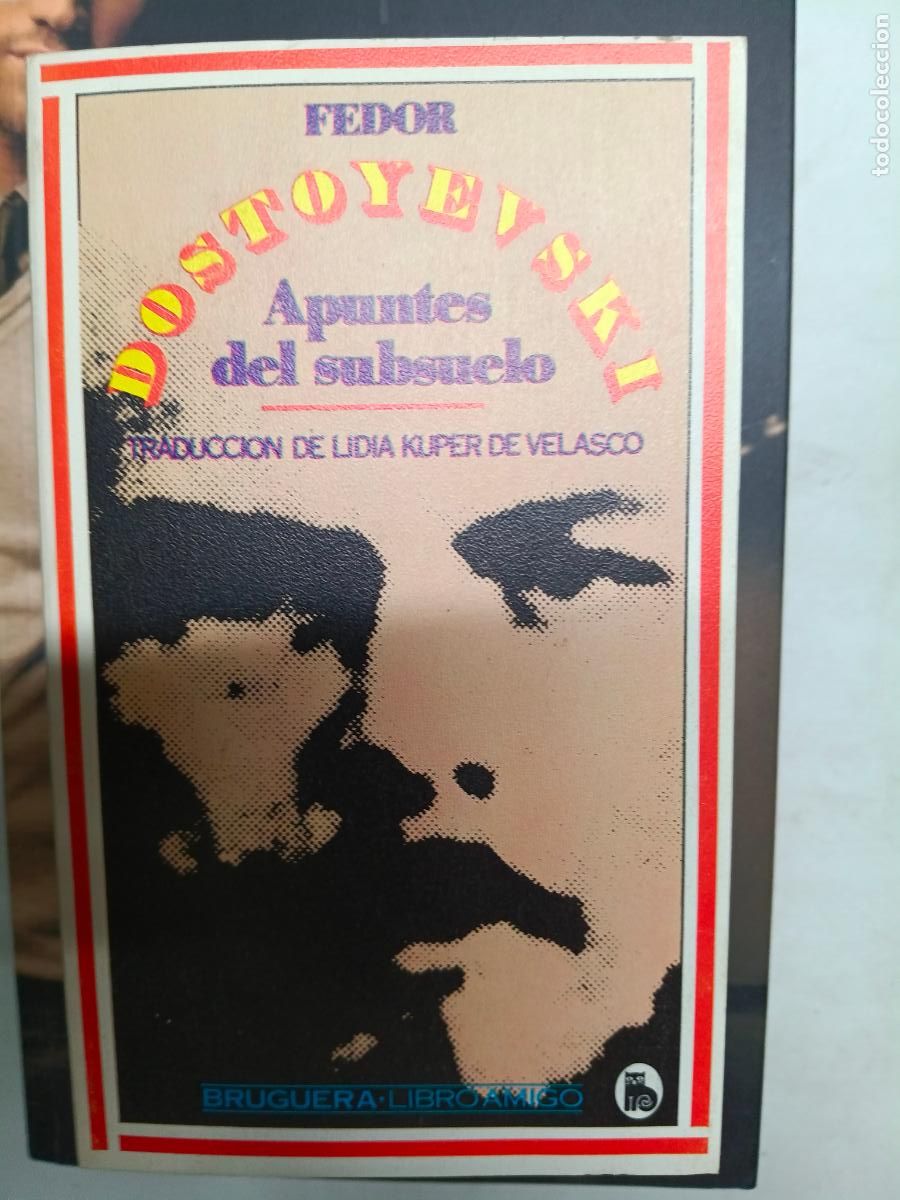 FEDOR
DOSTOYEVSKI
Apuntes
del subsuelo
TRADUCCION DE LIDIA KUPER DE VELASCO
BRUGUERA·LIBRO AMIGO
todocoleccion